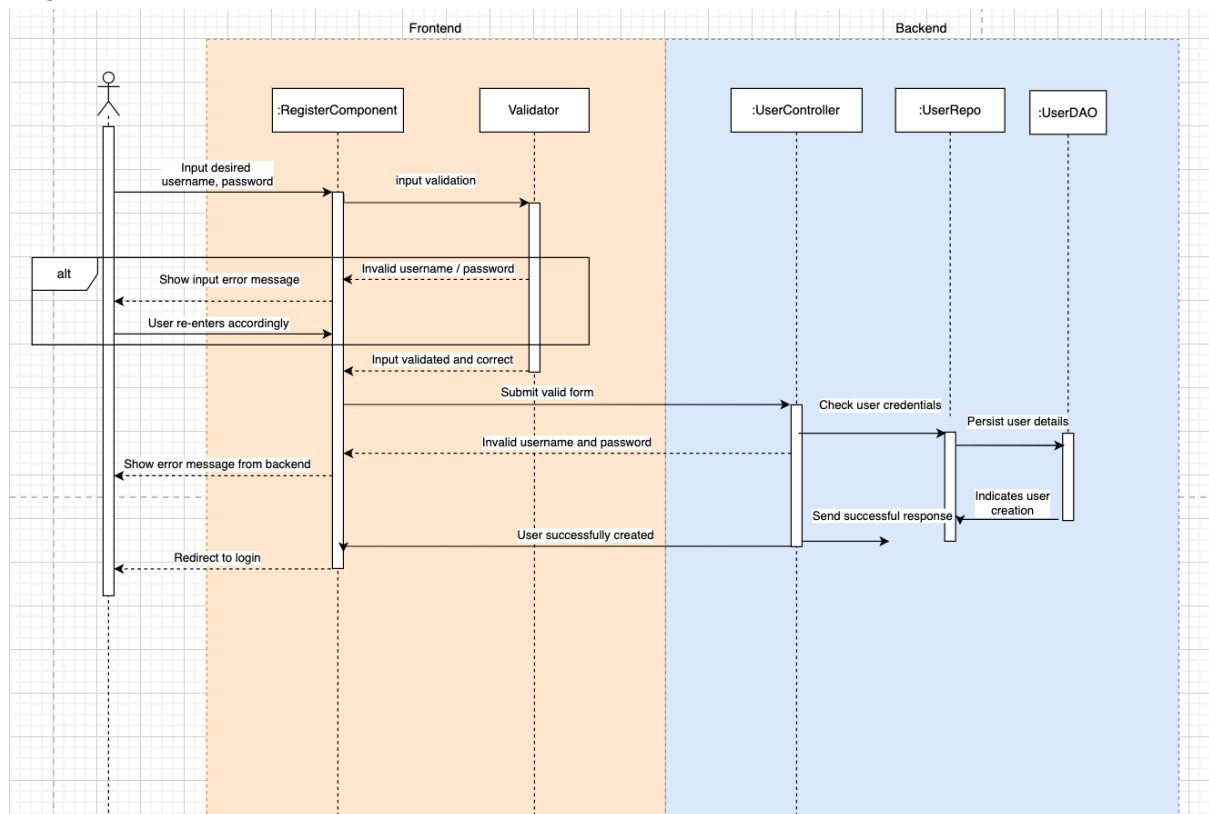 Frontend
Backend
:RegisterComponent
Validator
:UserController
:UserRepo
:UserDAO
Input desired
username, password
input validation
alt
Invalid username / password
Show input error message
User re-enters accordingly
Input validated and correct
Submit valid form
Check user credentials
Persist user details
Invalid username and password
Show error message from backend
Indicates user
creation
Send successful response
User successfully created
Redirect to login